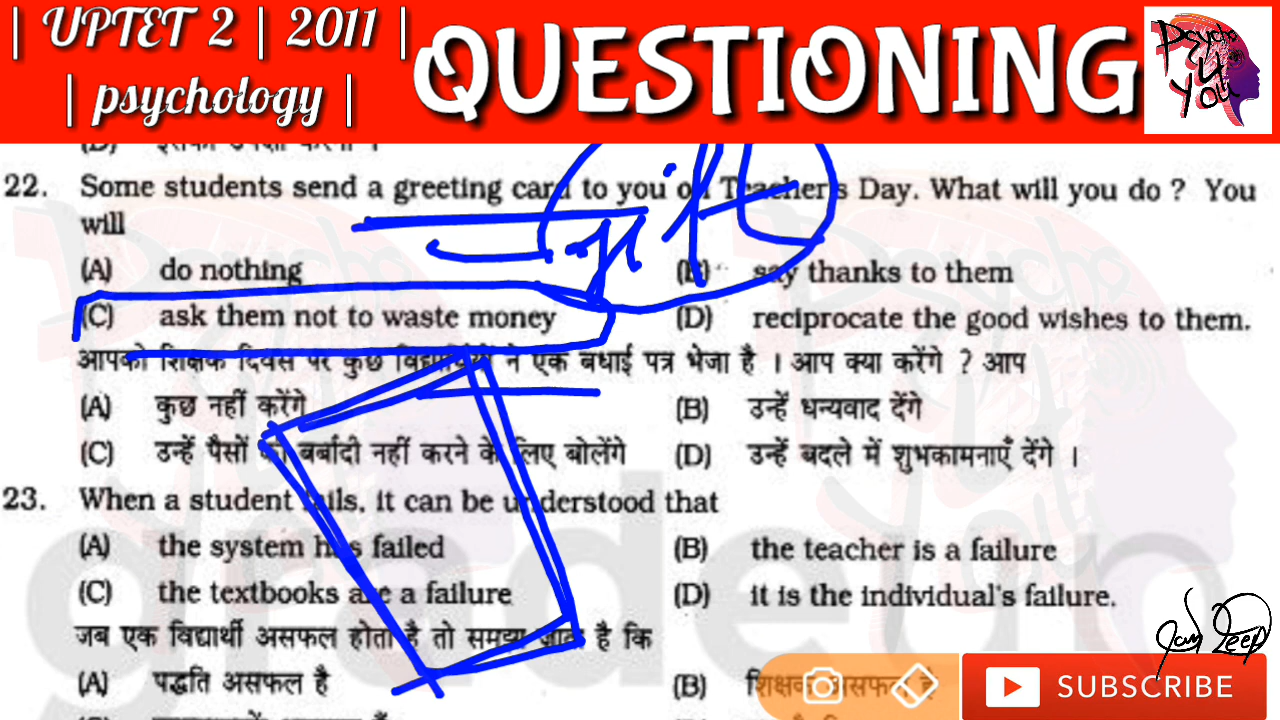 | UPTET 2 | 2011 |
| psychology |
QUESTIONING
Psycho
4
You
22. Some students send a greeting card to you on Teacher's Day. What will you do ? You
will
gift
(A) do nothing (B) say thanks to them
(C) ask them not to waste money (D) reciprocate the good wishes to them.
आपको शिक्षक दिवस पर कुछ विद्यार्थियों ने एक बधाई पत्र भेजा है । आप क्या करेंगे ? आप
(A) कुछ नहीं करेंगे (B) उन्हें धन्यवाद देंगे
(C) उन्हें पैसों की बर्बादी नहीं करने के लिए बोलेंगे (D) उन्हें बदले में शुभकामनाएँ देंगे ।
23. When a student fails, it can be understood that
(A) the system has failed (B) the teacher is a failure
(C) the textbooks are a failure (D) it is the individual's failure.
जब एक विद्यार्थी असफल होता है तो समझा जाता है कि
(A) पद्धति असफल है (B) शिक्षक असफल है
SUBSCRIBE